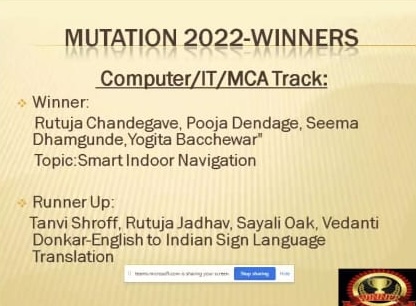 MUTATION 2022-WINNERS
Computer/IT/MCA Track:
Winner:
Rutuja Chandegave, Pooja Dendage, Seema
Dhamgunde,Yogita Bacchewar"
Topic:Smart Indoor Navigation
Runner Up:
Tanvi Shroff, Rutuja Jadhav, Sayali Oak, Vedanti
Donkar-English to Indian Sign Language
Translation
teams.microsoft.com is sharing your screen. Stop sharing Hide
WINNER